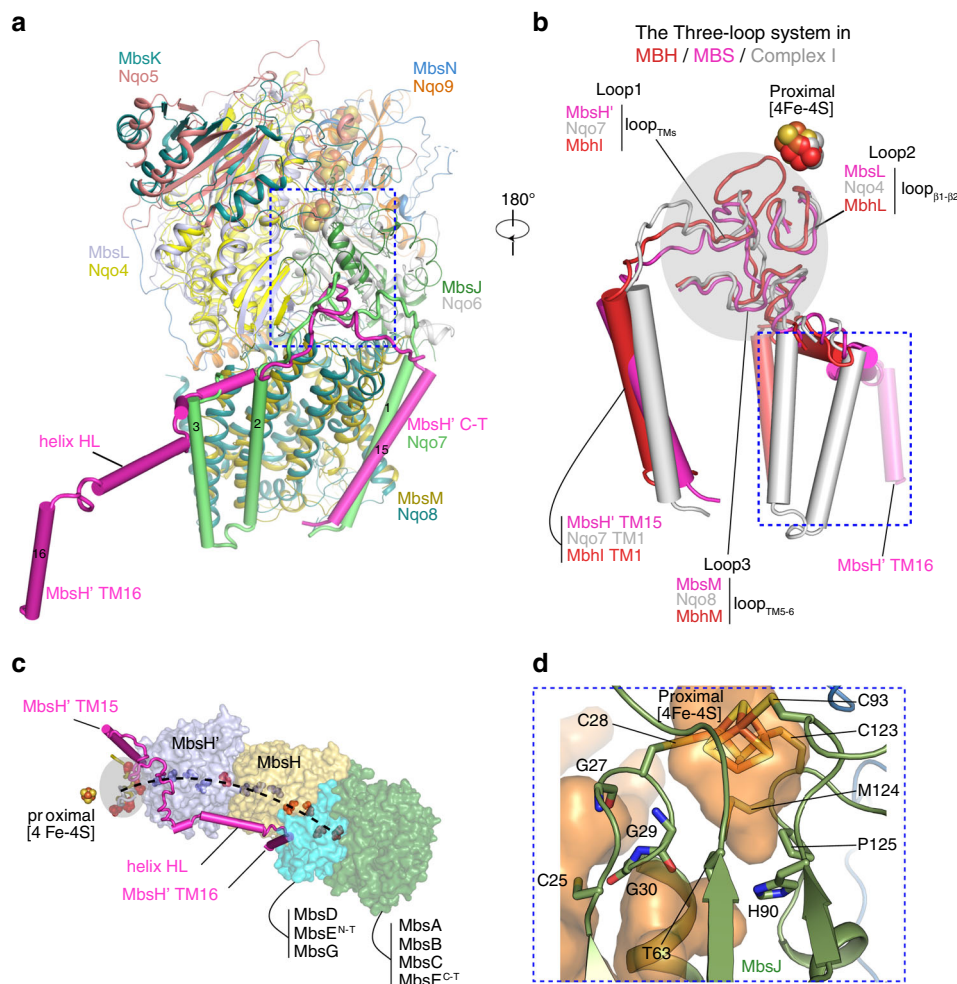 a
MbsK
Nqo5
MbsN
Nqo9
MbsL
Nqo4
MbsJ
Nqo6
3
2
1
15
16
helix HL
MbsH' C-T
Nqo7
MbsM
Nqo8
MbsH' TM16
180°
b
The Three-loop system in
MBH / MBS / Complex I
Loop1
MbsH'
Nqo7
MbhI
loopTMs
Proximal
[4Fe-4S]
Loop2
MbsL
Nqo4
MbhL
loopβ1-β2
MbsH' TM15
Nqo7 TM1
MbhI TM1
Loop3
MbsM
Nqo8
MbhM
loopTM5-6
MbsH' TM16
c
MbsH' TM15
MbsH'
MbsH
proximal
[4 Fe-4S]
helix HL
MbsH' TM16
MbsD
MbsE^N-T
MbsG
MbsA
MbsB
MbsC
MbsE^C-T
d
Proximal
[4Fe-4S]
C93
C28
C123
G27
M124
G29
P125
C25
G30
H90
T63
MbsJ